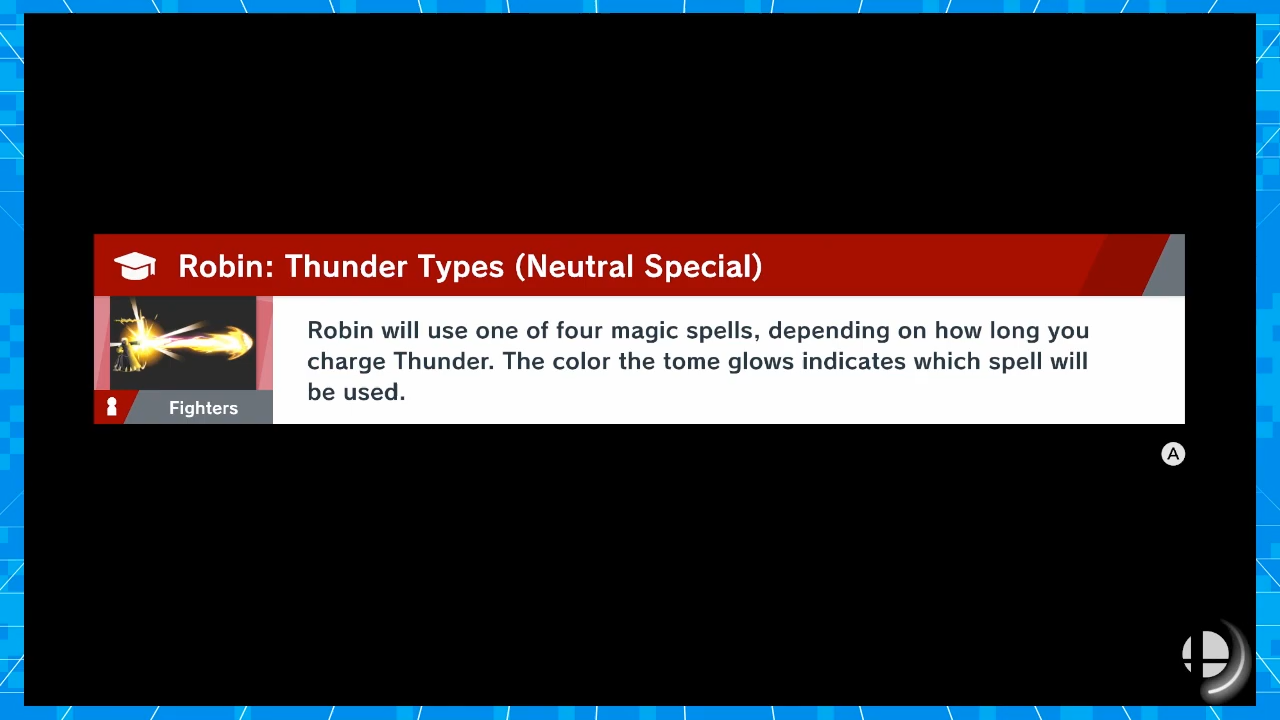 Robin: Thunder Types (Neutral Special)
Robin will use one of four magic spells, depending on how long you
charge Thunder. The color the tome glows indicates which spell will
be used.
Fighters
A